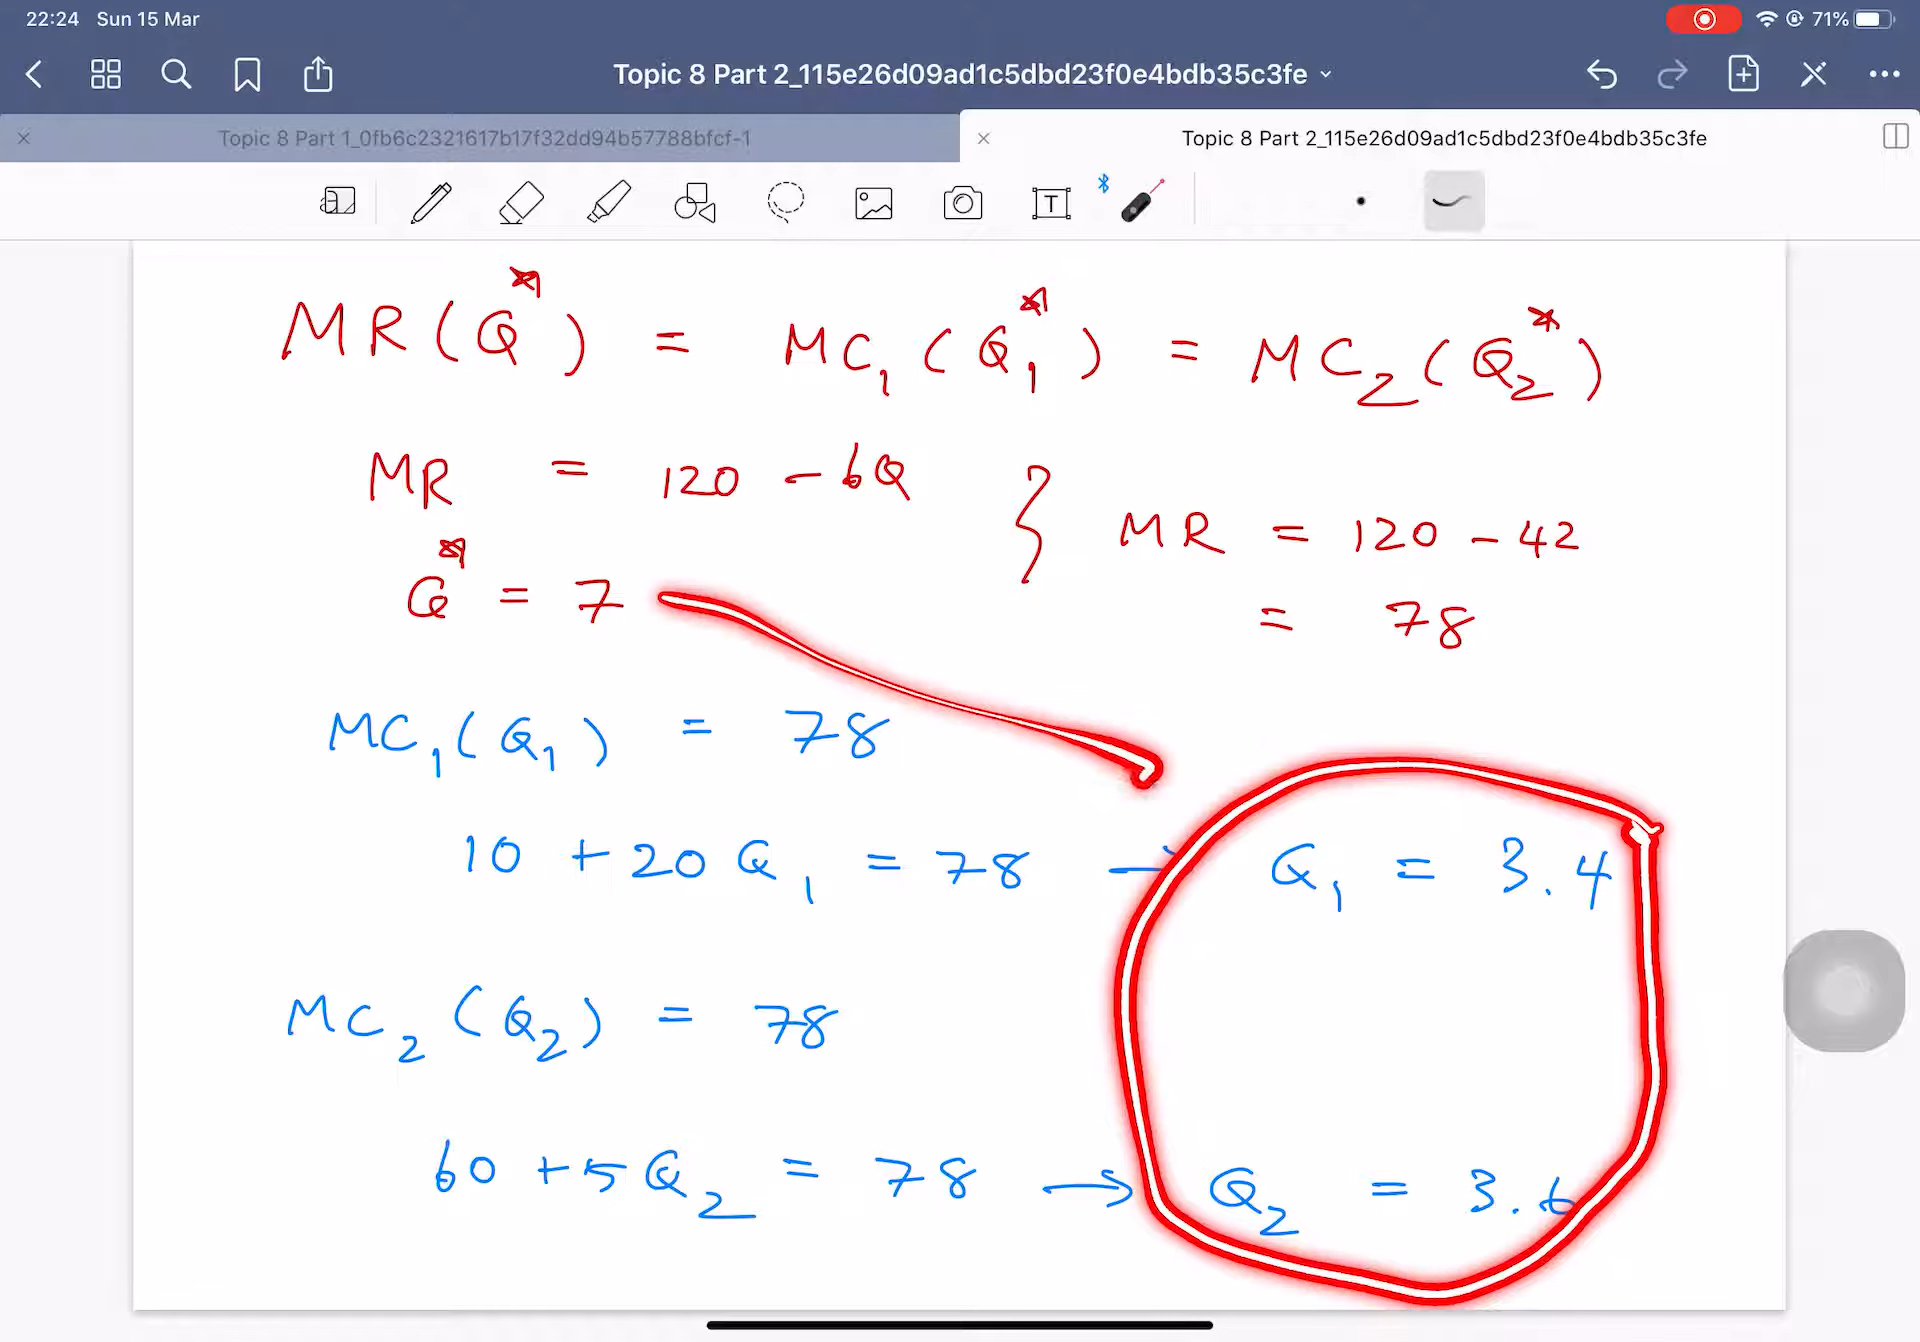 22:24 Sun 15 Mar 71%
Topic 8 Part 2_115e26d09ad1c5dbd23f0e4bdb35c3fe
Topic 8 Part 1_0fb6c2321617b17f32dd94b57788bfcf-1 Topic 8 Part 2_115e26d09ad1c5dbd23f0e4bdb35c3fe
MR(Q*) = MC₁(Q₁*) = MC₂(Q₂*)
MR = 120 - 6Q
Q* = 7
} MR = 120 - 42
= 78
MC₁(Q₁) = 78
10 + 20Q₁ = 78 → Q₁ = 3.4
MC₂(Q₂) = 78
60 + 5Q₂ = 78 → Q₂ = 3.6